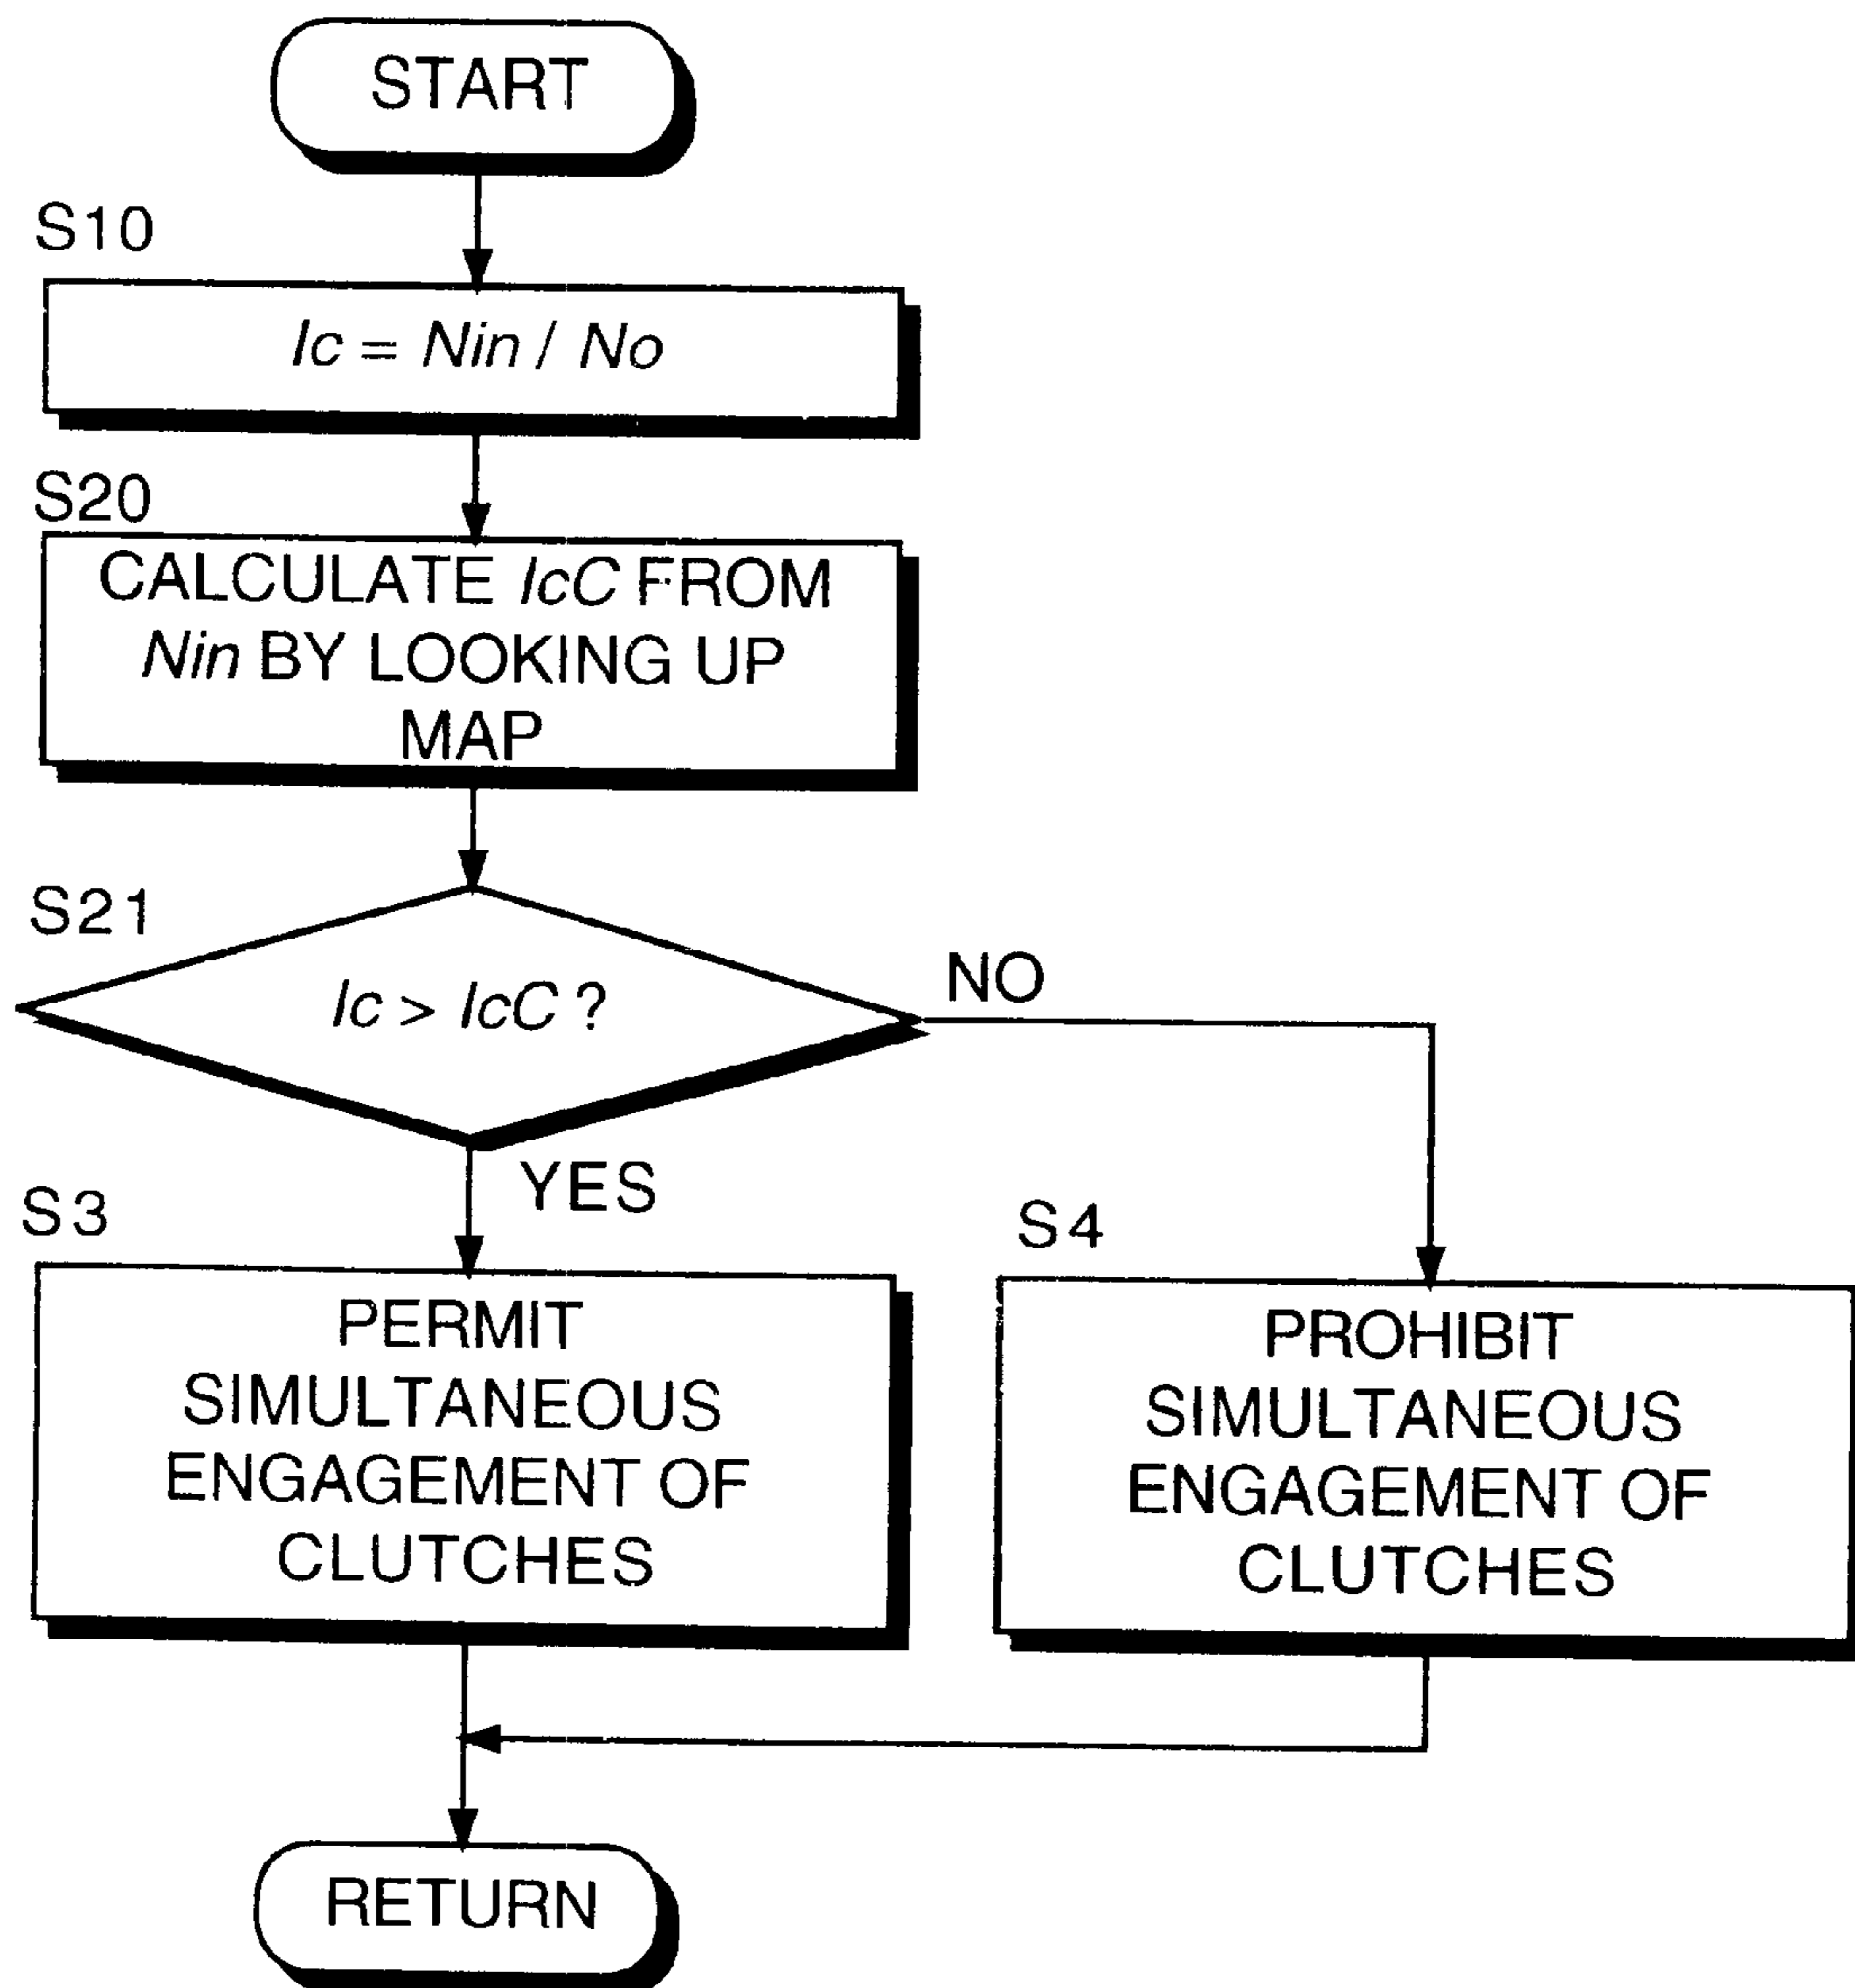 START
S10
Ic = Nin / No
S20
CALCULATE IcC FROM
Nin BY LOOKING UP
MAP
S21
Ic > IcC ?
NO
YES
S3
PERMIT
SIMULTANEOUS
ENGAGEMENT OF
CLUTCHES
S4
PROHIBIT
SIMULTANEOUS
ENGAGEMENT OF
CLUTCHES
RETURN